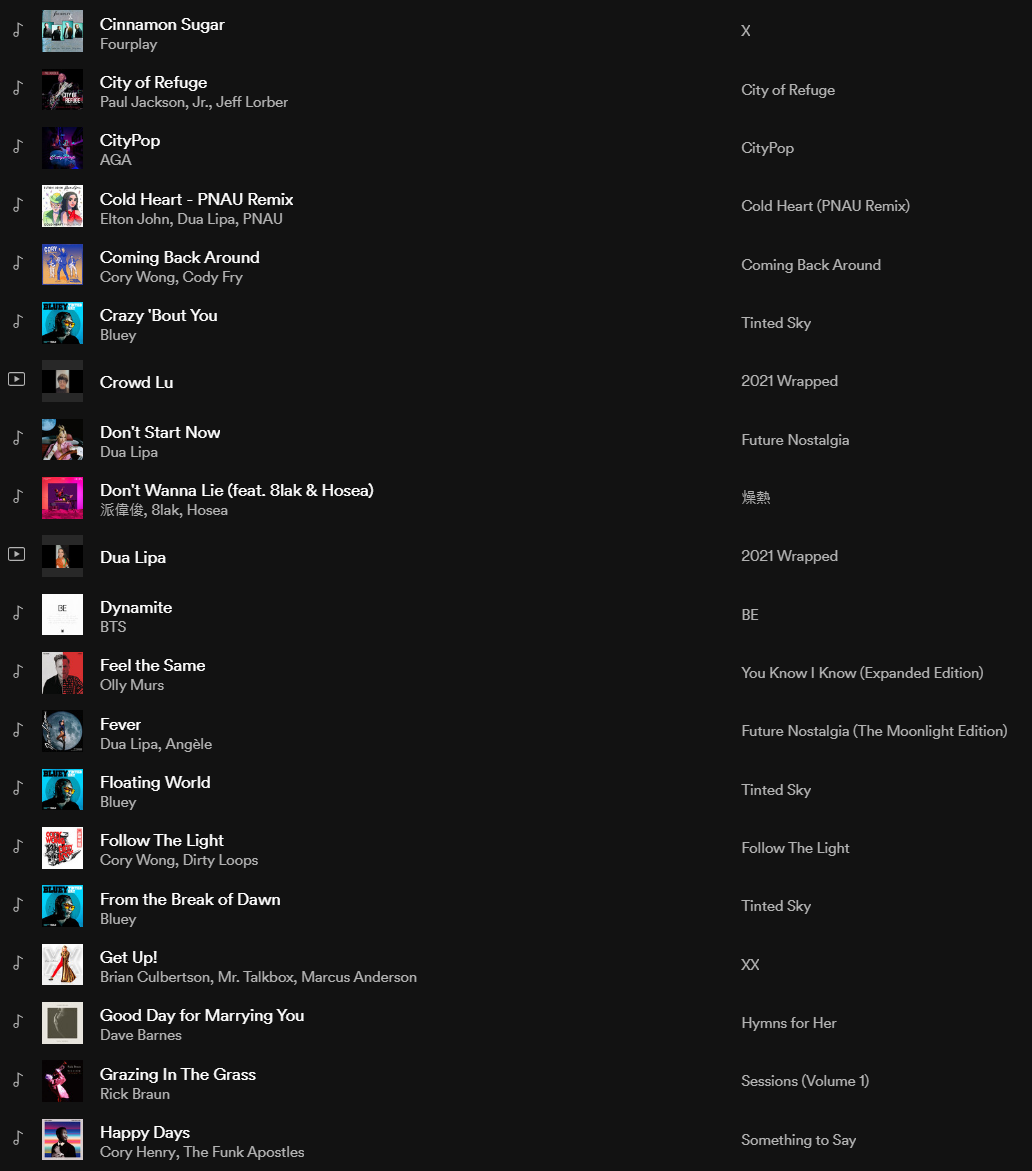 Cinnamon Sugar
Fourplay
X
City of Refuge
Paul Jackson, Jr., Jeff Lorber
City of Refuge
CityPop
AGA
CityPop
Cold Heart - PNAU Remix
Elton John, Dua Lipa, PNAU
Cold Heart (PNAU Remix)
Coming Back Around
Cory Wong, Cody Fry
Coming Back Around
Crazy 'Bout You
Bluey
Tinted Sky
Crowd Lu
2021 Wrapped
Don't Start Now
Dua Lipa
Future Nostalgia
Don't Wanna Lie (feat. 8lak & Hosea)
派偉俊, 8lak, Hosea
燥熱
Dua Lipa
2021 Wrapped
Dynamite
BTS
BE
Feel the Same
Olly Murs
You Know I Know (Expanded Edition)
Fever
Dua Lipa, Angèle
Future Nostalgia (The Moonlight Edition)
Floating World
Bluey
Tinted Sky
Follow The Light
Cory Wong, Dirty Loops
Follow The Light
From the Break of Dawn
Bluey
Tinted Sky
Get Up!
Brian Culbertson, Mr. Talkbox, Marcus Anderson
XX
Good Day for Marrying You
Dave Barnes
Hymns for Her
Grazing In The Grass
Rick Braun
Sessions (Volume 1)
Happy Days
Cory Henry, The Funk Apostles
Something to Say